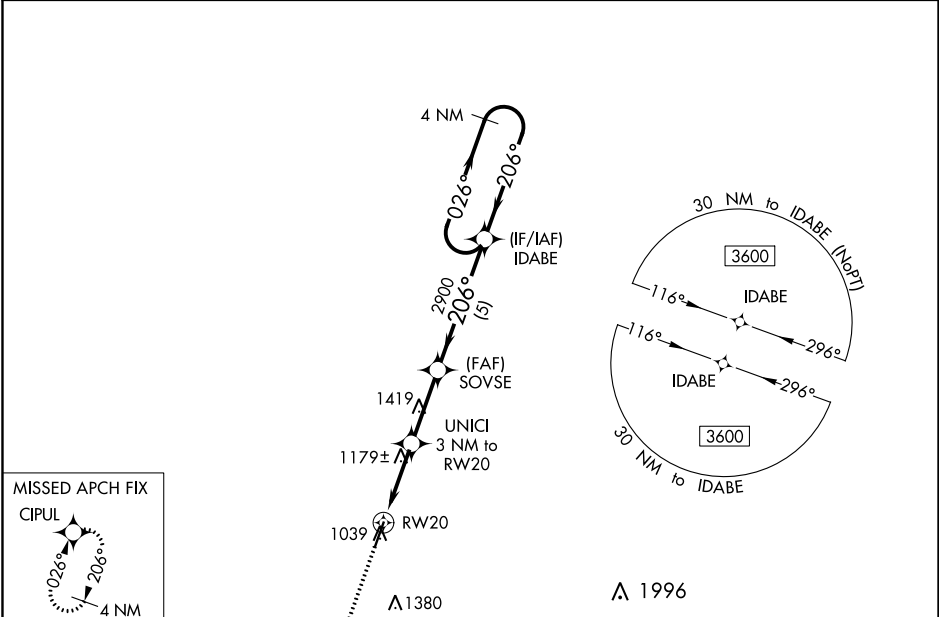 4 NM
026°
206°
(IF/IAF)
IDABE
2900
206°
(5)
(FAF)
SOVSE
1419
UNICI
3 NM to
RW20
1179±
RW20
1039
1380
1996
30 NM to IDABE (NoPT)
3600
116°
IDABE
296°
116°
IDABE
296°
3600
30 NM to IDABE
MISSED APCH FIX
CIPUL
026°
206°
4 NM